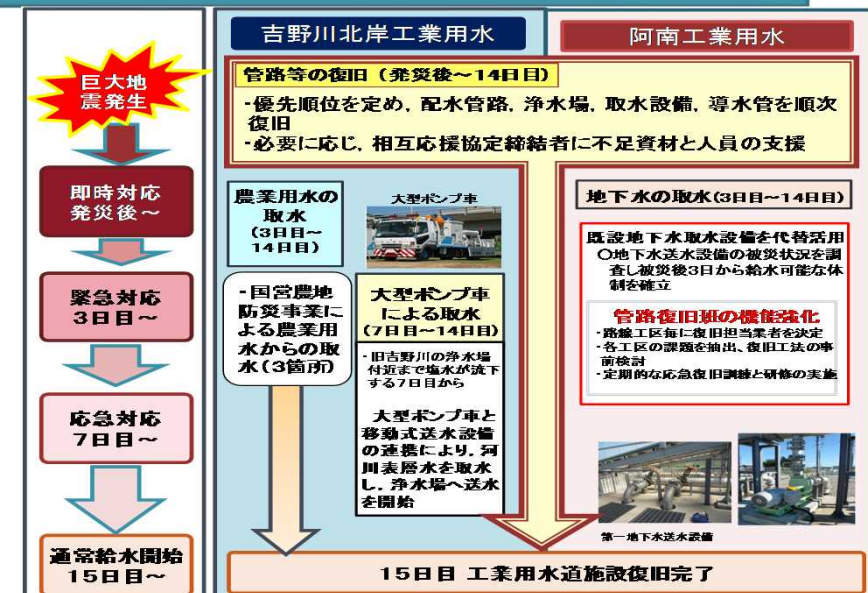 巨大地
震発生
即時対応
発災後～
緊急対応
3日目～
応急対応
7日目～
通常給水開始
15日目～
吉野川北岸工業用水
阿南工業用水
管路等の復旧（発災後～14日目）
・優先順位を定め，配水管路，浄水場，取水設備，導水管を順次
復旧
・必要に応じ，相互応援協定締結者に不足資材と人員の支援
農業用水の
取水
(3日目～
14日目)
・国営農地
防災事業に
よる農業用
水からの取
水(3箇所)
大型ポンプ車
大型ポンプ車
による取水
(7日目～14日目)
・旧吉野川の浄水場
付近まで塩水が流下
する7日目から
大型ポンプ車と
移動式送水設備
の連携により，河
川表層水を取水
し，浄水場へ送水
を開始
地下水の取水(3日目～14日目)
既設地下水取水設備を代替活用
〇地下水送水設備の被災状況を調
査し被災後3日から給水可能な体
制を確立
管路復旧班の機能強化
・路線工区毎に復旧担当業者を決定
・各工区の課題を抽出、復旧工法の事
前検討
・定期的な応急復旧訓練と研修の実施
第一地下水送水設備
15日目 工業用水道施設復旧完了